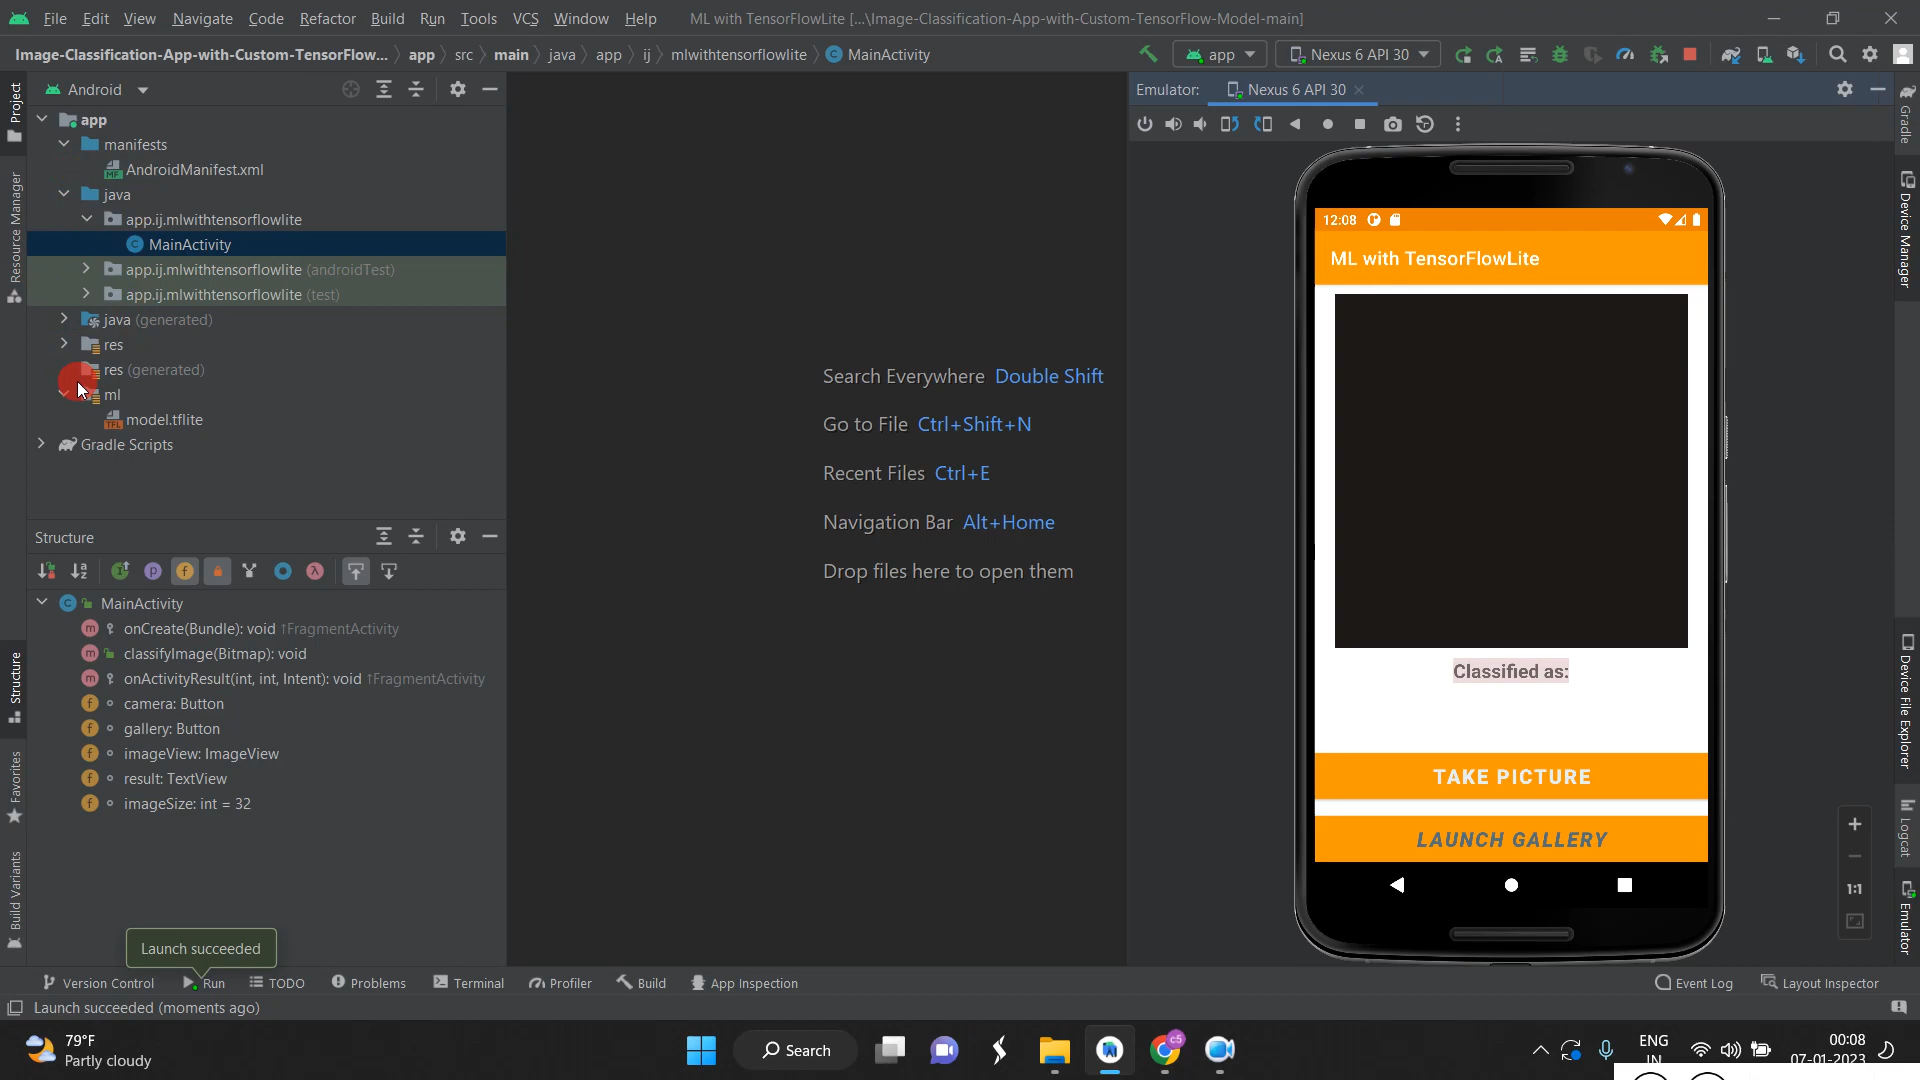 File Edit View Navigate Code Refactor Build Run Tools VCS Window Help ML with TensorFlowLite [...\Image-Classification-App-with-Custom-TensorFlow-Model-main]
Image-Classification-App-with-Custom-TensorFlow... app src main java app ij mlwithtensorflowlite MainActivity app Nexus 6 API 30
Project
Android
Emulator: Nexus 6 API 30
Gradle
app
manifests
AndroidManifest.xml
java
app.ij.mlwithtensorflowlite
MainActivity
app.ij.mlwithtensorflowlite (androidTest)
app.ij.mlwithtensorflowlite (test)
java (generated)
res
res (generated)
ml
model.tflite
Gradle Scripts
Resource Manager
Search Everywhere Double Shift
Go to File Ctrl+Shift+N
Recent Files Ctrl+E
Navigation Bar Alt+Home
Drop files here to open them
12:08
ML with TensorFlowLite
Classified as:
TAKE PICTURE
LAUNCH GALLERY
Device Manager
Device File Explorer
Logcat
Emulator
1:1
Structure
Structure
MainActivity
onCreate(Bundle): void ↑FragmentActivity
classifyImage(Bitmap): void
onActivityResult(int, int, Intent): void ↑FragmentActivity
camera: Button
gallery: Button
imageView: ImageView
result: TextView
imageSize: int = 32
Favorites
Build Variants
Launch succeeded
Version Control Run TODO Problems Terminal Profiler Build App Inspection Event Log Layout Inspector
Launch succeeded (moments ago)
79°F
Partly cloudy
Search
ENG
IN
00:08
07-01-2023